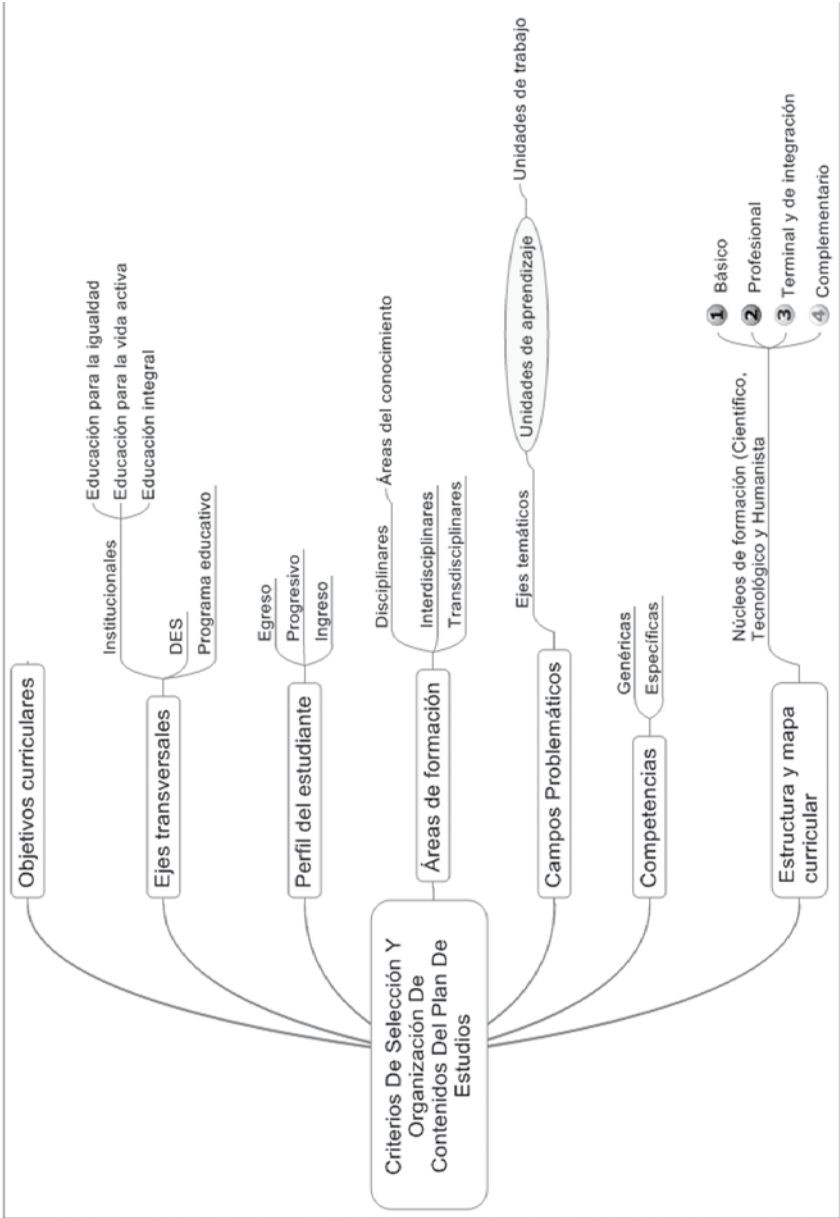 Criterios De Selección Y
Organización De
Contenidos Del Plan De
Estudios
Objetivos curriculares
Ejes transversales
Institucionales
Educación para la igualdad
Educación para la vida activa
Educación integral
DES
Programa educativo
Perfil del estudiante
Egreso
Progresivo
Ingreso
Áreas de formación
Disciplinares
Áreas del conocimiento
Interdisciplinares
Transdisciplinares
Campos Problemáticos
Ejes temáticos
Unidades de aprendizaje
Unidades de trabajo
Competencias
Genéricas
Específicas
Estructura y mapa
curricular
Núcleos de formación (Científico,
Tecnológico y Humanista
1 Básico
2 Profesional
3 Terminal y de integración
4 Complementario